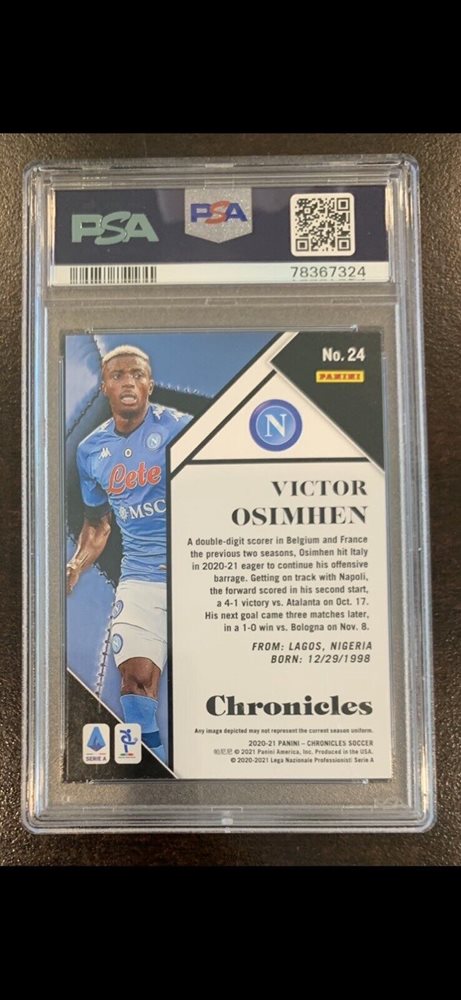 PSA
PSA
78367324
No. 24
PANINI
N
Lete
MSC
VICTOR
OSIMHEN
A double-digit scorer in Belgium and France
the previous two seasons, Osimhen hit Italy
in 2020-21 eager to continue his offensive
barrage. Getting on track with Napoli,
the forward scored in his second start,
a 4-1 victory vs. Atalanta on Oct. 17.
His next goal came three matches later,
in a 1-0 win vs. Bologna on Nov. 8.
FROM: LAGOS, NIGERIA
BORN: 12/29/1998
Chronicles
Any image depicted may not represent the current season uniform.
2020-21 PANINI – CHRONICLES SOCCER
帕尼尼 © 2021 Panini America, Inc. Produced in the USA.
© 2020-2021 Lega Nazionale Professionisti Serie A
SERIE A